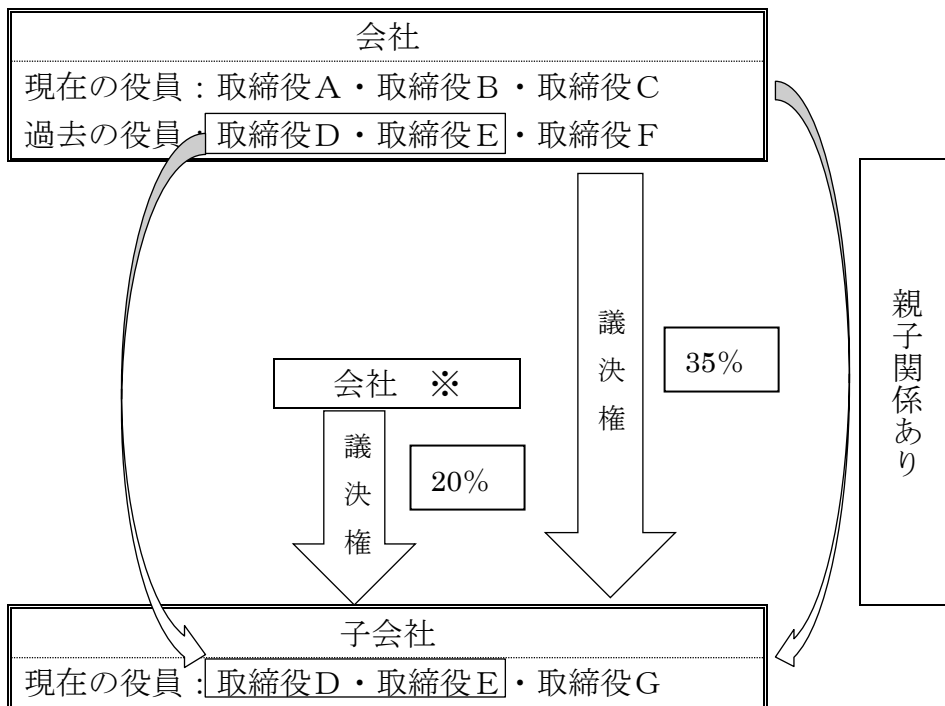 会社
現在の役員：取締役Ａ・取締役Ｂ・取締役Ｃ
過去の役員：取締役Ｄ・取締役Ｅ・取締役Ｆ
親子関係あり
議決権
35%
会社　※
議決権
20%
子会社
現在の役員：取締役Ｄ・取締役Ｅ・取締役Ｇ